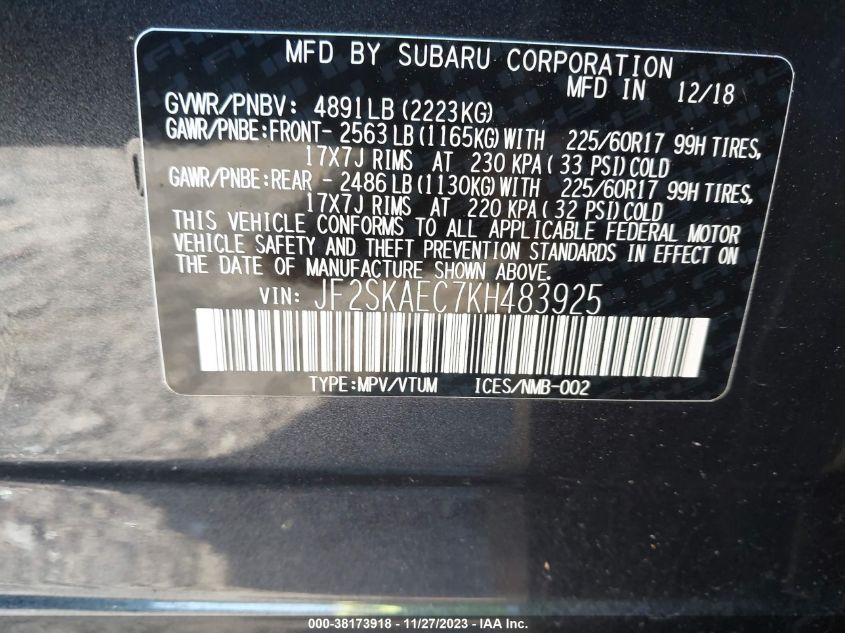 MFD BY SUBARU CORPORATION
MFD IN 12/18
GVWR/PNBV: 4891LB (2223KG)
GAWR/PNBE:FRONT- 2563 LB (1165KG) WITH 225/60R17 99H TIRES,
17X7J RIMS AT 230 KPA ( 33 PSI) COLD
GAWR/PNBE:REAR - 2486 LB (1130KG) WITH 225/60R17 99H TIRES,
17X7J RIMS AT 220 KPA ( 32 PSI) COLD
THIS VEHICLE CONFORMS TO ALL APPLICABLE FEDERAL MOTOR
VEHICLE SAFETY AND THEFT PREVENTION STANDARDS IN EFFECT ON
THE DATE OF MANUFACTURE SHOWN ABOVE.
VIN: JF2SKAEC7KH483925
TYPE:MPV/VTUM ICES/NMB-002
000-38173918 - 11/27/2023 - IAA Inc.